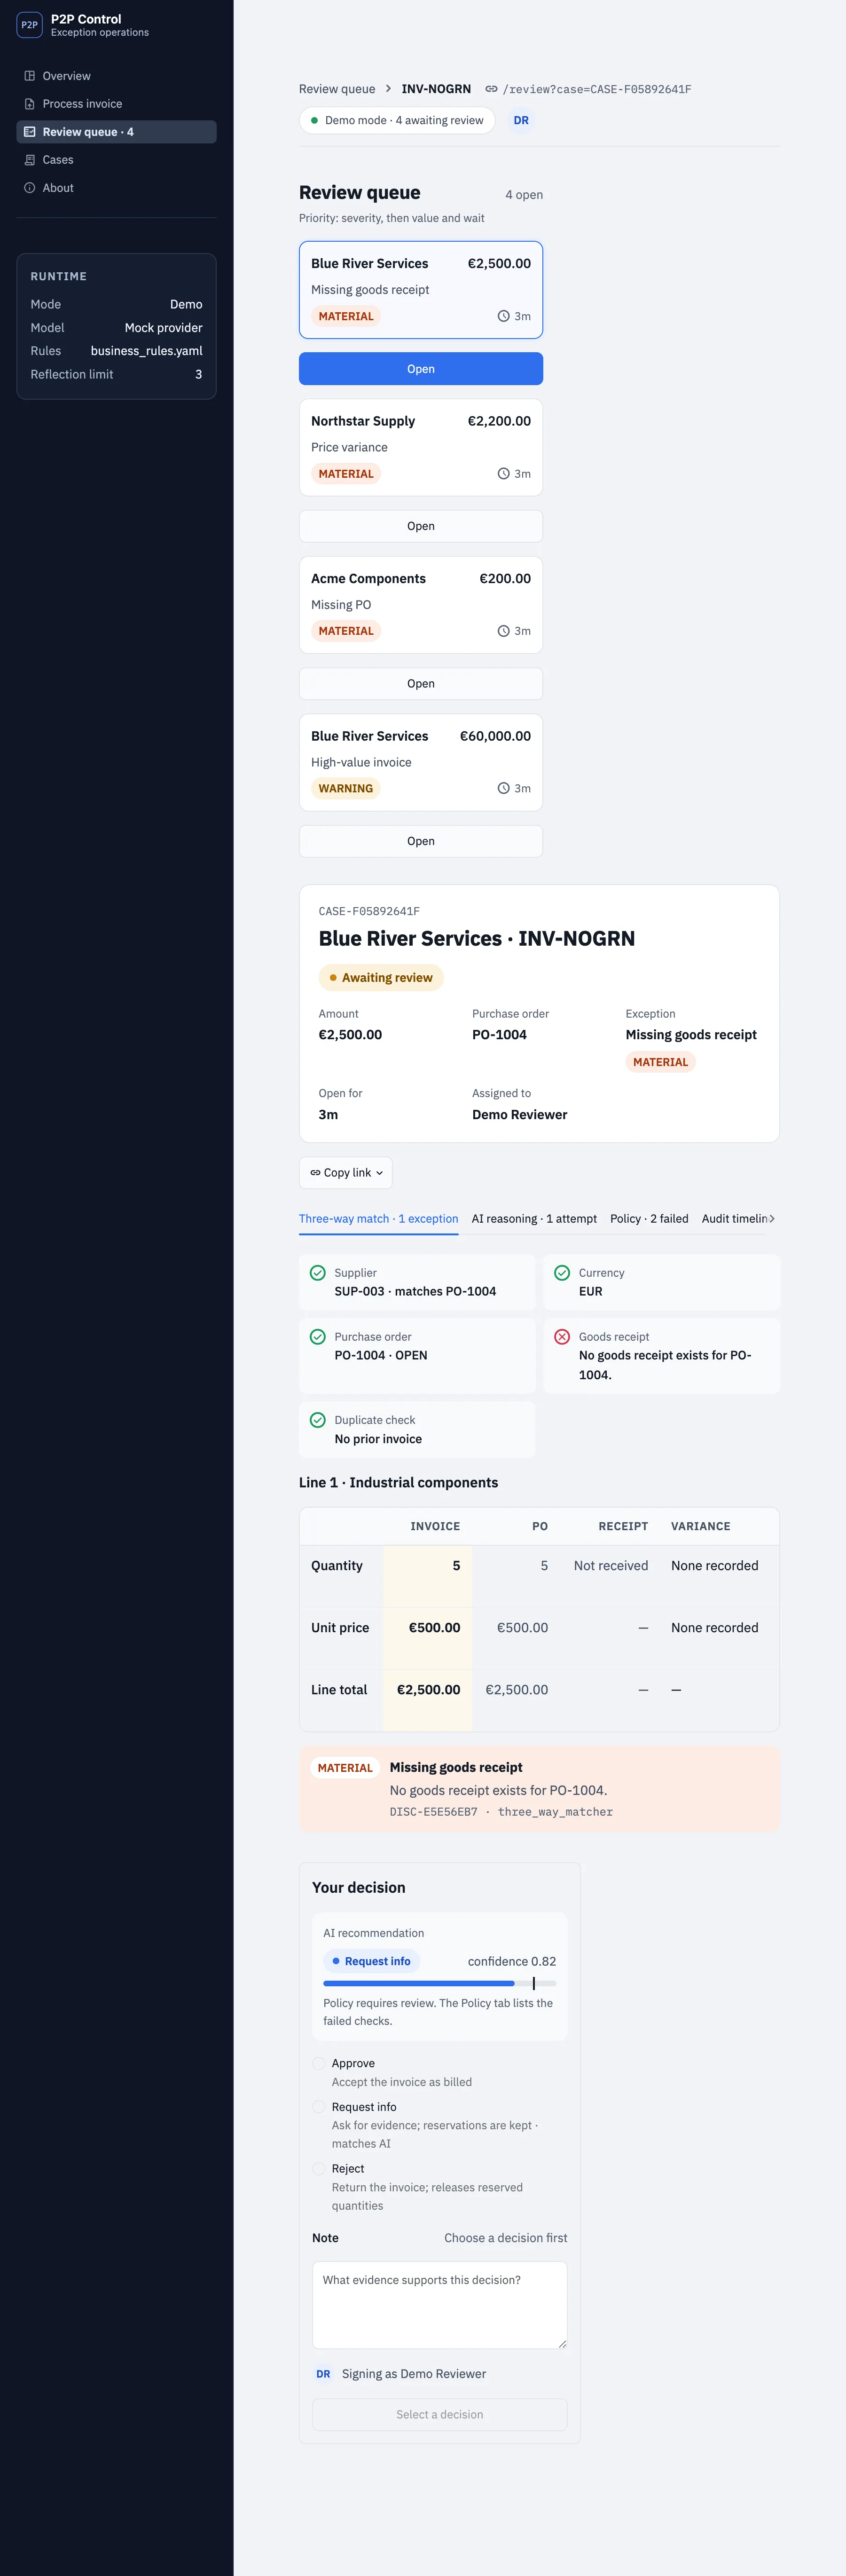 P2P
P2P Control
Exception operations
Overview
Process invoice
Review queue · 4
Cases
About
RUNTIME
Mode Demo
Model Mock provider
Rules business_rules.yaml
Reflection limit 3
Review queue > INV-NOGRN /review?case=CASE-F05892641F
Demo mode · 4 awaiting review DR
Review queue 4 open
Priority: severity, then value and wait
Blue River Services €2,500.00
Missing goods receipt
MATERIAL 3m
Open
Northstar Supply €2,200.00
Price variance
MATERIAL 3m
Open
Acme Components €200.00
Missing PO
MATERIAL 3m
Open
Blue River Services €60,000.00
High-value invoice
WARNING 3m
Open
CASE-F05892641F
Blue River Services · INV-NOGRN
Awaiting review
Amount Purchase order Exception
€2,500.00 PO-1004 Missing goods receipt
MATERIAL
Open for Assigned to
3m Demo Reviewer
Copy link
Three-way match · 1 exception AI reasoning · 1 attempt Policy · 2 failed Audit timelin
Supplier
SUP-003 · matches PO-1004
Currency
EUR
Purchase order
PO-1004 · OPEN
Goods receipt
No goods receipt exists for PO-
1004.
Duplicate check
No prior invoice
Line 1 · Industrial components
INVOICE PO RECEIPT VARIANCE
Quantity 5 5 Not received None recorded
Unit price €500.00 €500.00 — None recorded
Line total €2,500.00 €2,500.00 — —
MATERIAL Missing goods receipt
No goods receipt exists for PO-1004.
DISC-E5E56EB7 · three_way_matcher
Your decision
AI recommendation
Request info confidence 0.82
Policy requires review. The Policy tab lists the
failed checks.
Approve
Accept the invoice as billed
Request info
Ask for evidence; reservations are kept ·
matches AI
Reject
Return the invoice; releases reserved
quantities
Note Choose a decision first
What evidence supports this decision?
DR Signing as Demo Reviewer
Select a decision